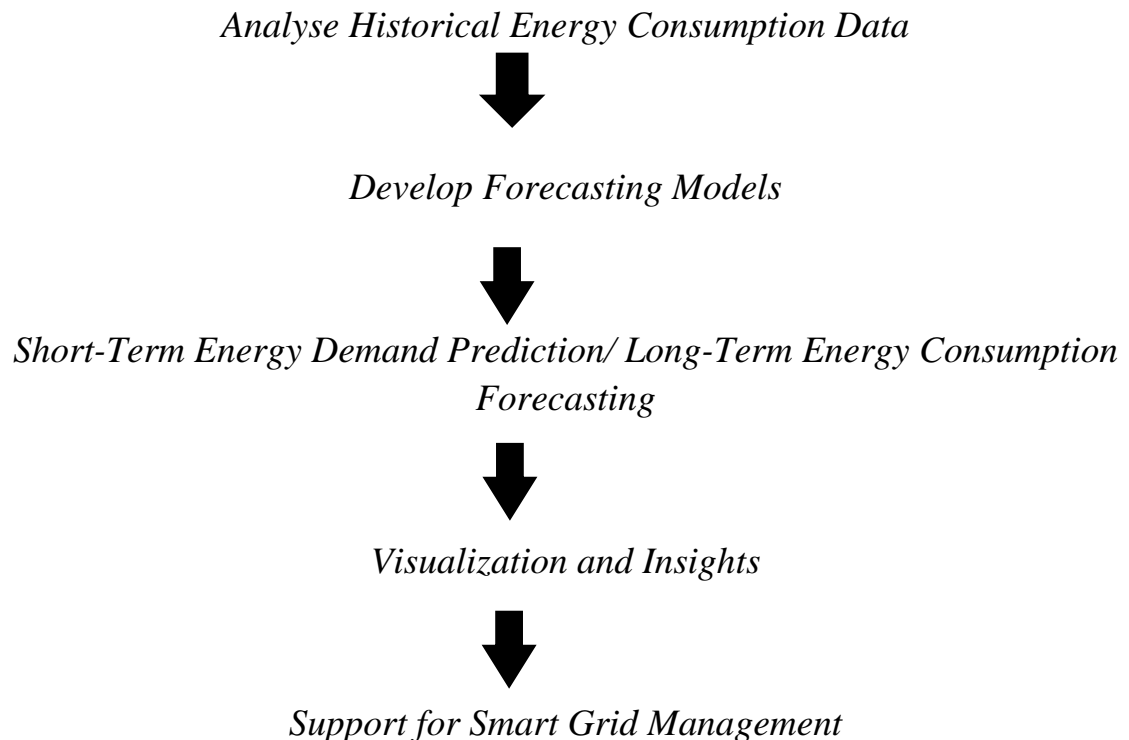 Analyse Historical Energy Consumption Data
Develop Forecasting Models
Short-Term Energy Demand Prediction/ Long-Term Energy Consumption
Forecasting
Visualization and Insights
Support for Smart Grid Management